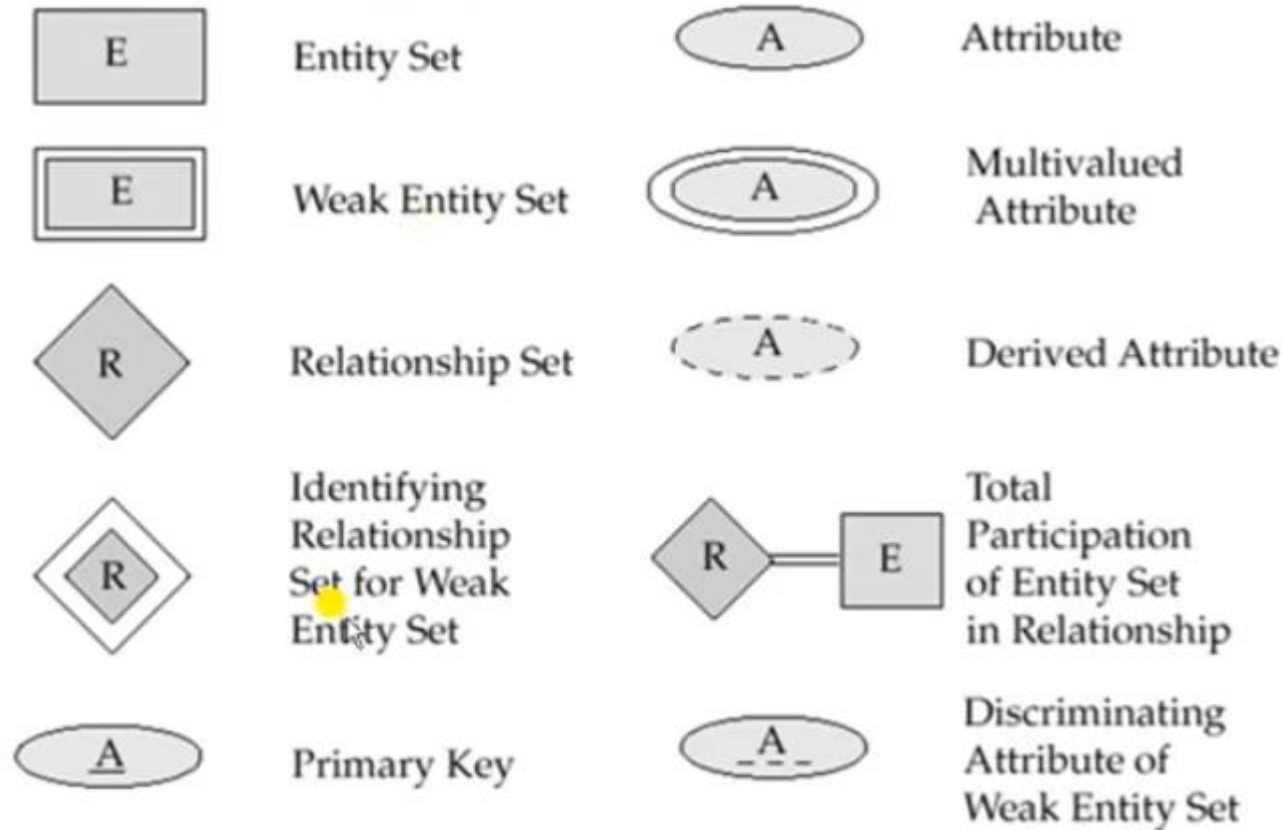 E
Entity Set
A
Attribute
E
Weak Entity Set
A
Multivalued
Attribute
R
Relationship Set
A
Derived Attribute
R
Identifying
Relationship
Set for Weak
Entity Set
R
E
Total
Participation
of Entity Set
in Relationship
A
Primary Key
A
Discriminating
Attribute of
Weak Entity Set